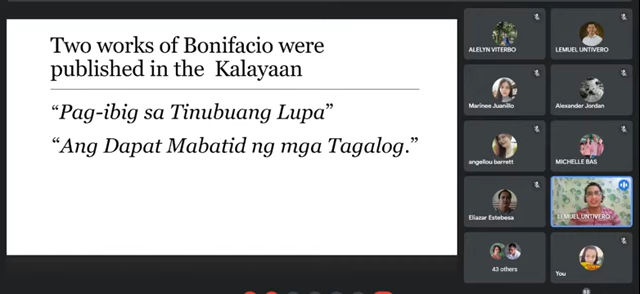 Two works of Bonifacio were
published in the Kalayaan
“Pag-ibig sa Tinubuang Lupa”
“Ang Dapat Mabatid ng mga Tagalog.”
ALELYN VITERBO
LEMUEL UNTIVERO
Marinee Juanillo
Alexander Jordan
angellou barrett
MICHELLE BAS
Eliazar Estebesa
LEMUEL UNTIVERO
43 others
You
53